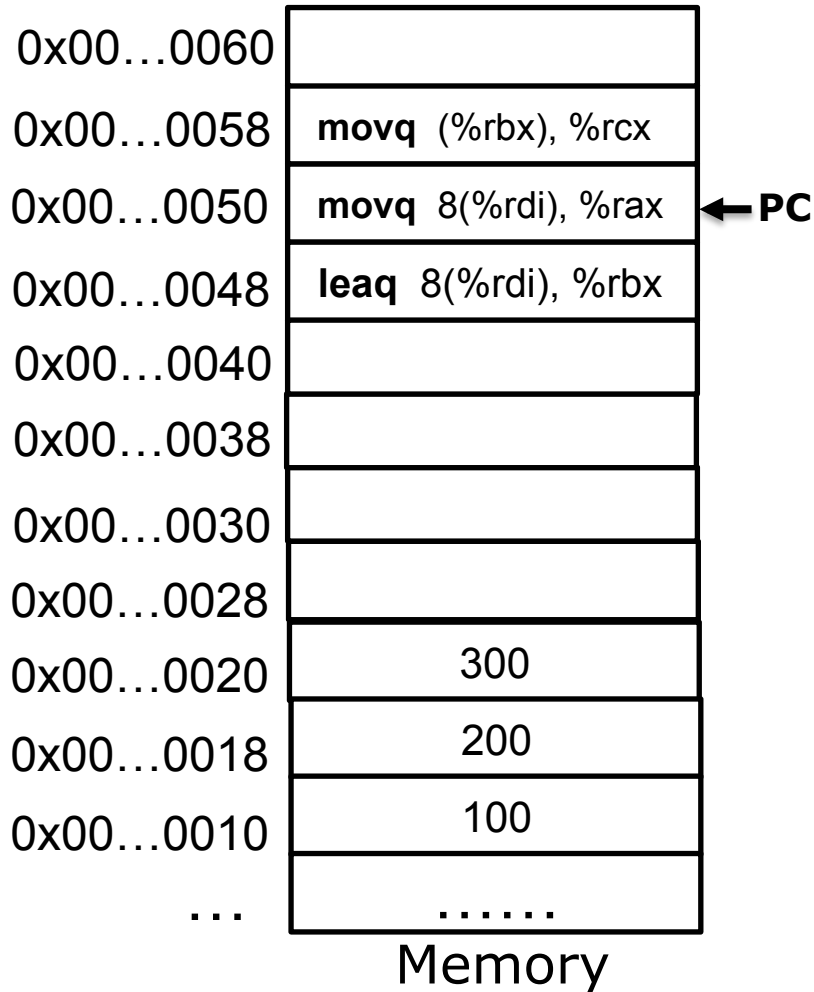 0x00…0060
0x00…0058 movq (%rbx), %rcx
0x00…0050 movq 8(%rdi), %rax PC
0x00…0048 leaq 8(%rdi), %rbx
0x00…0040
0x00…0038
0x00…0030
0x00…0028
0x00…0020 300
0x00…0018 200
0x00…0010 100
… ……
Memory